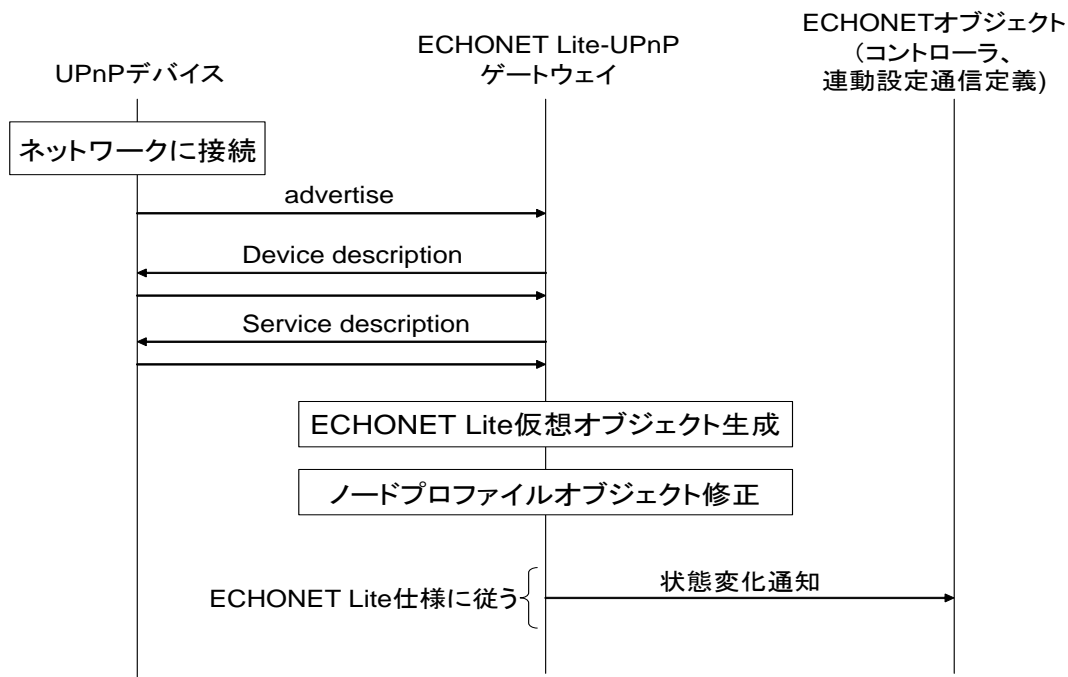 UPnPデバイス
ECHONET Lite-UPnP
ゲートウェイ
ECHONETオブジェクト
(コントローラ、
連動設定通信定義)
ネットワークに接続
advertise
Device description
Service description
ECHONET Lite仮想オブジェクト生成
ノードプロファイルオブジェクト修正
ECHONET Lite仕様に従う
状態変化通知